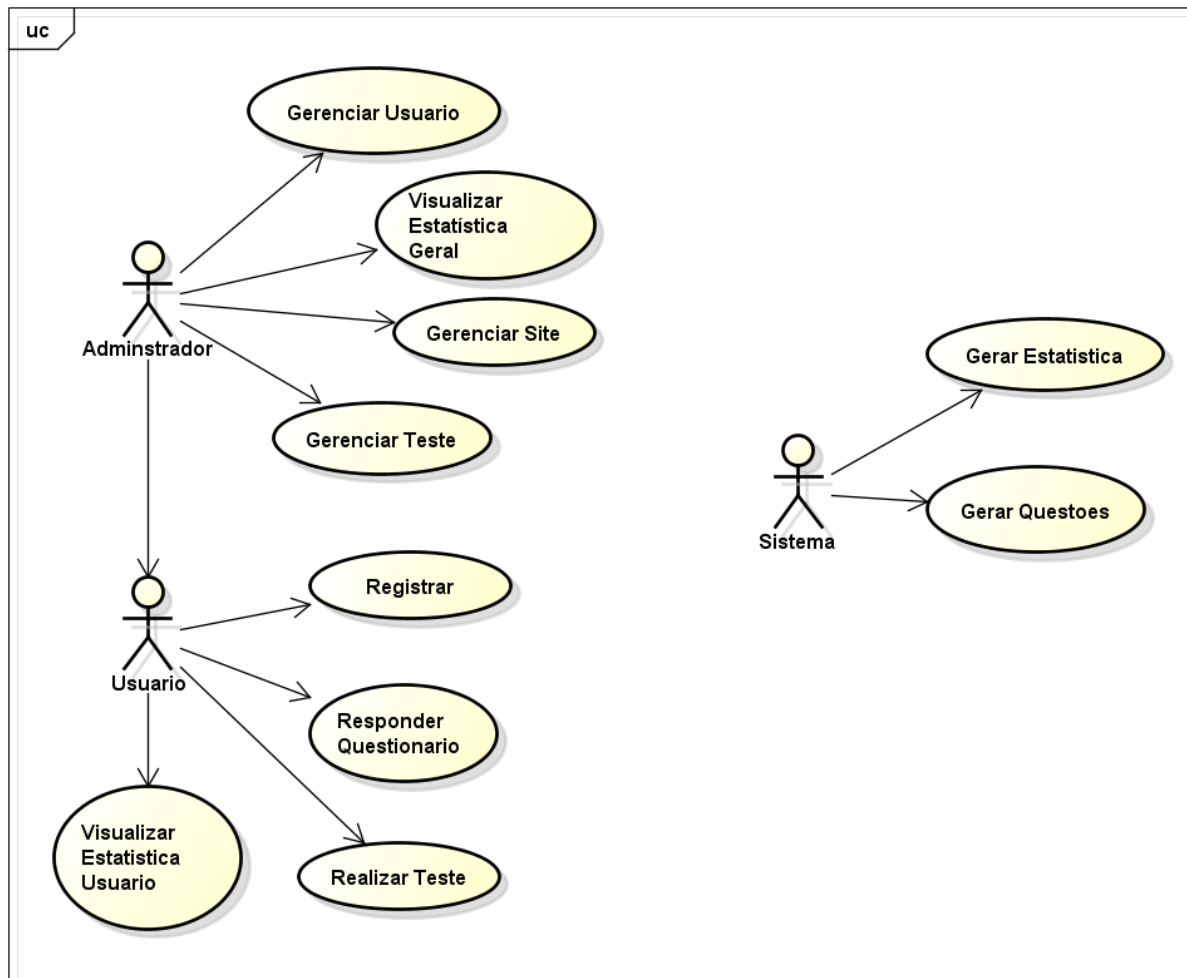 uc
Gerenciar Usuario
Visualizar
Estatística
Geral
Gerenciar Site
Adminstrador
Gerenciar Teste
Gerar Estatistica
Gerar Questoes
Sistema
Registrar
Usuario
Responder
Questionario
Visualizar
Estatistica
Usuario
Realizar Teste